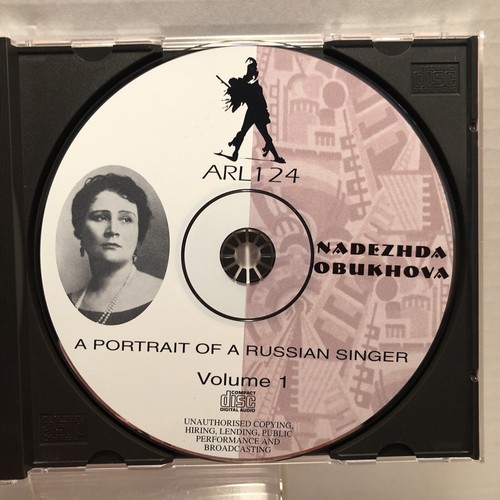 ARL124
NADEZHDA
OBUKHOVA
A PORTRAIT OF A RUSSIAN SINGER
Volume 1
COMPACT
disc
DIGITAL AUDIO
UNAUTHORISED COPYING,
HIRING, LENDING, PUBLIC
PERFORMANCE AND
BROADCASTING